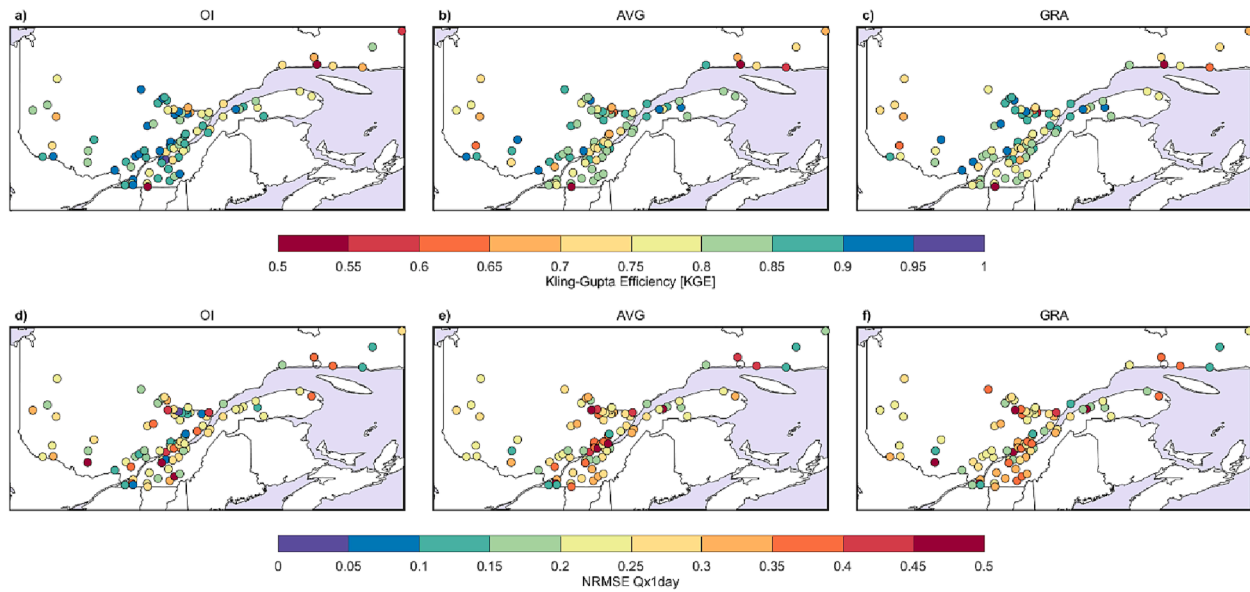 a) OI b) AVG c) GRA
0.5 0.55 0.6 0.65 0.7 0.75 0.8 0.85 0.9 0.95 1
Kling-Gupta Efficiency [KGE]
d) OI e) AVG f) GRA
0 0.05 0.1 0.15 0.2 0.25 0.3 0.35 0.4 0.45 0.5
NRMSE Qx1day